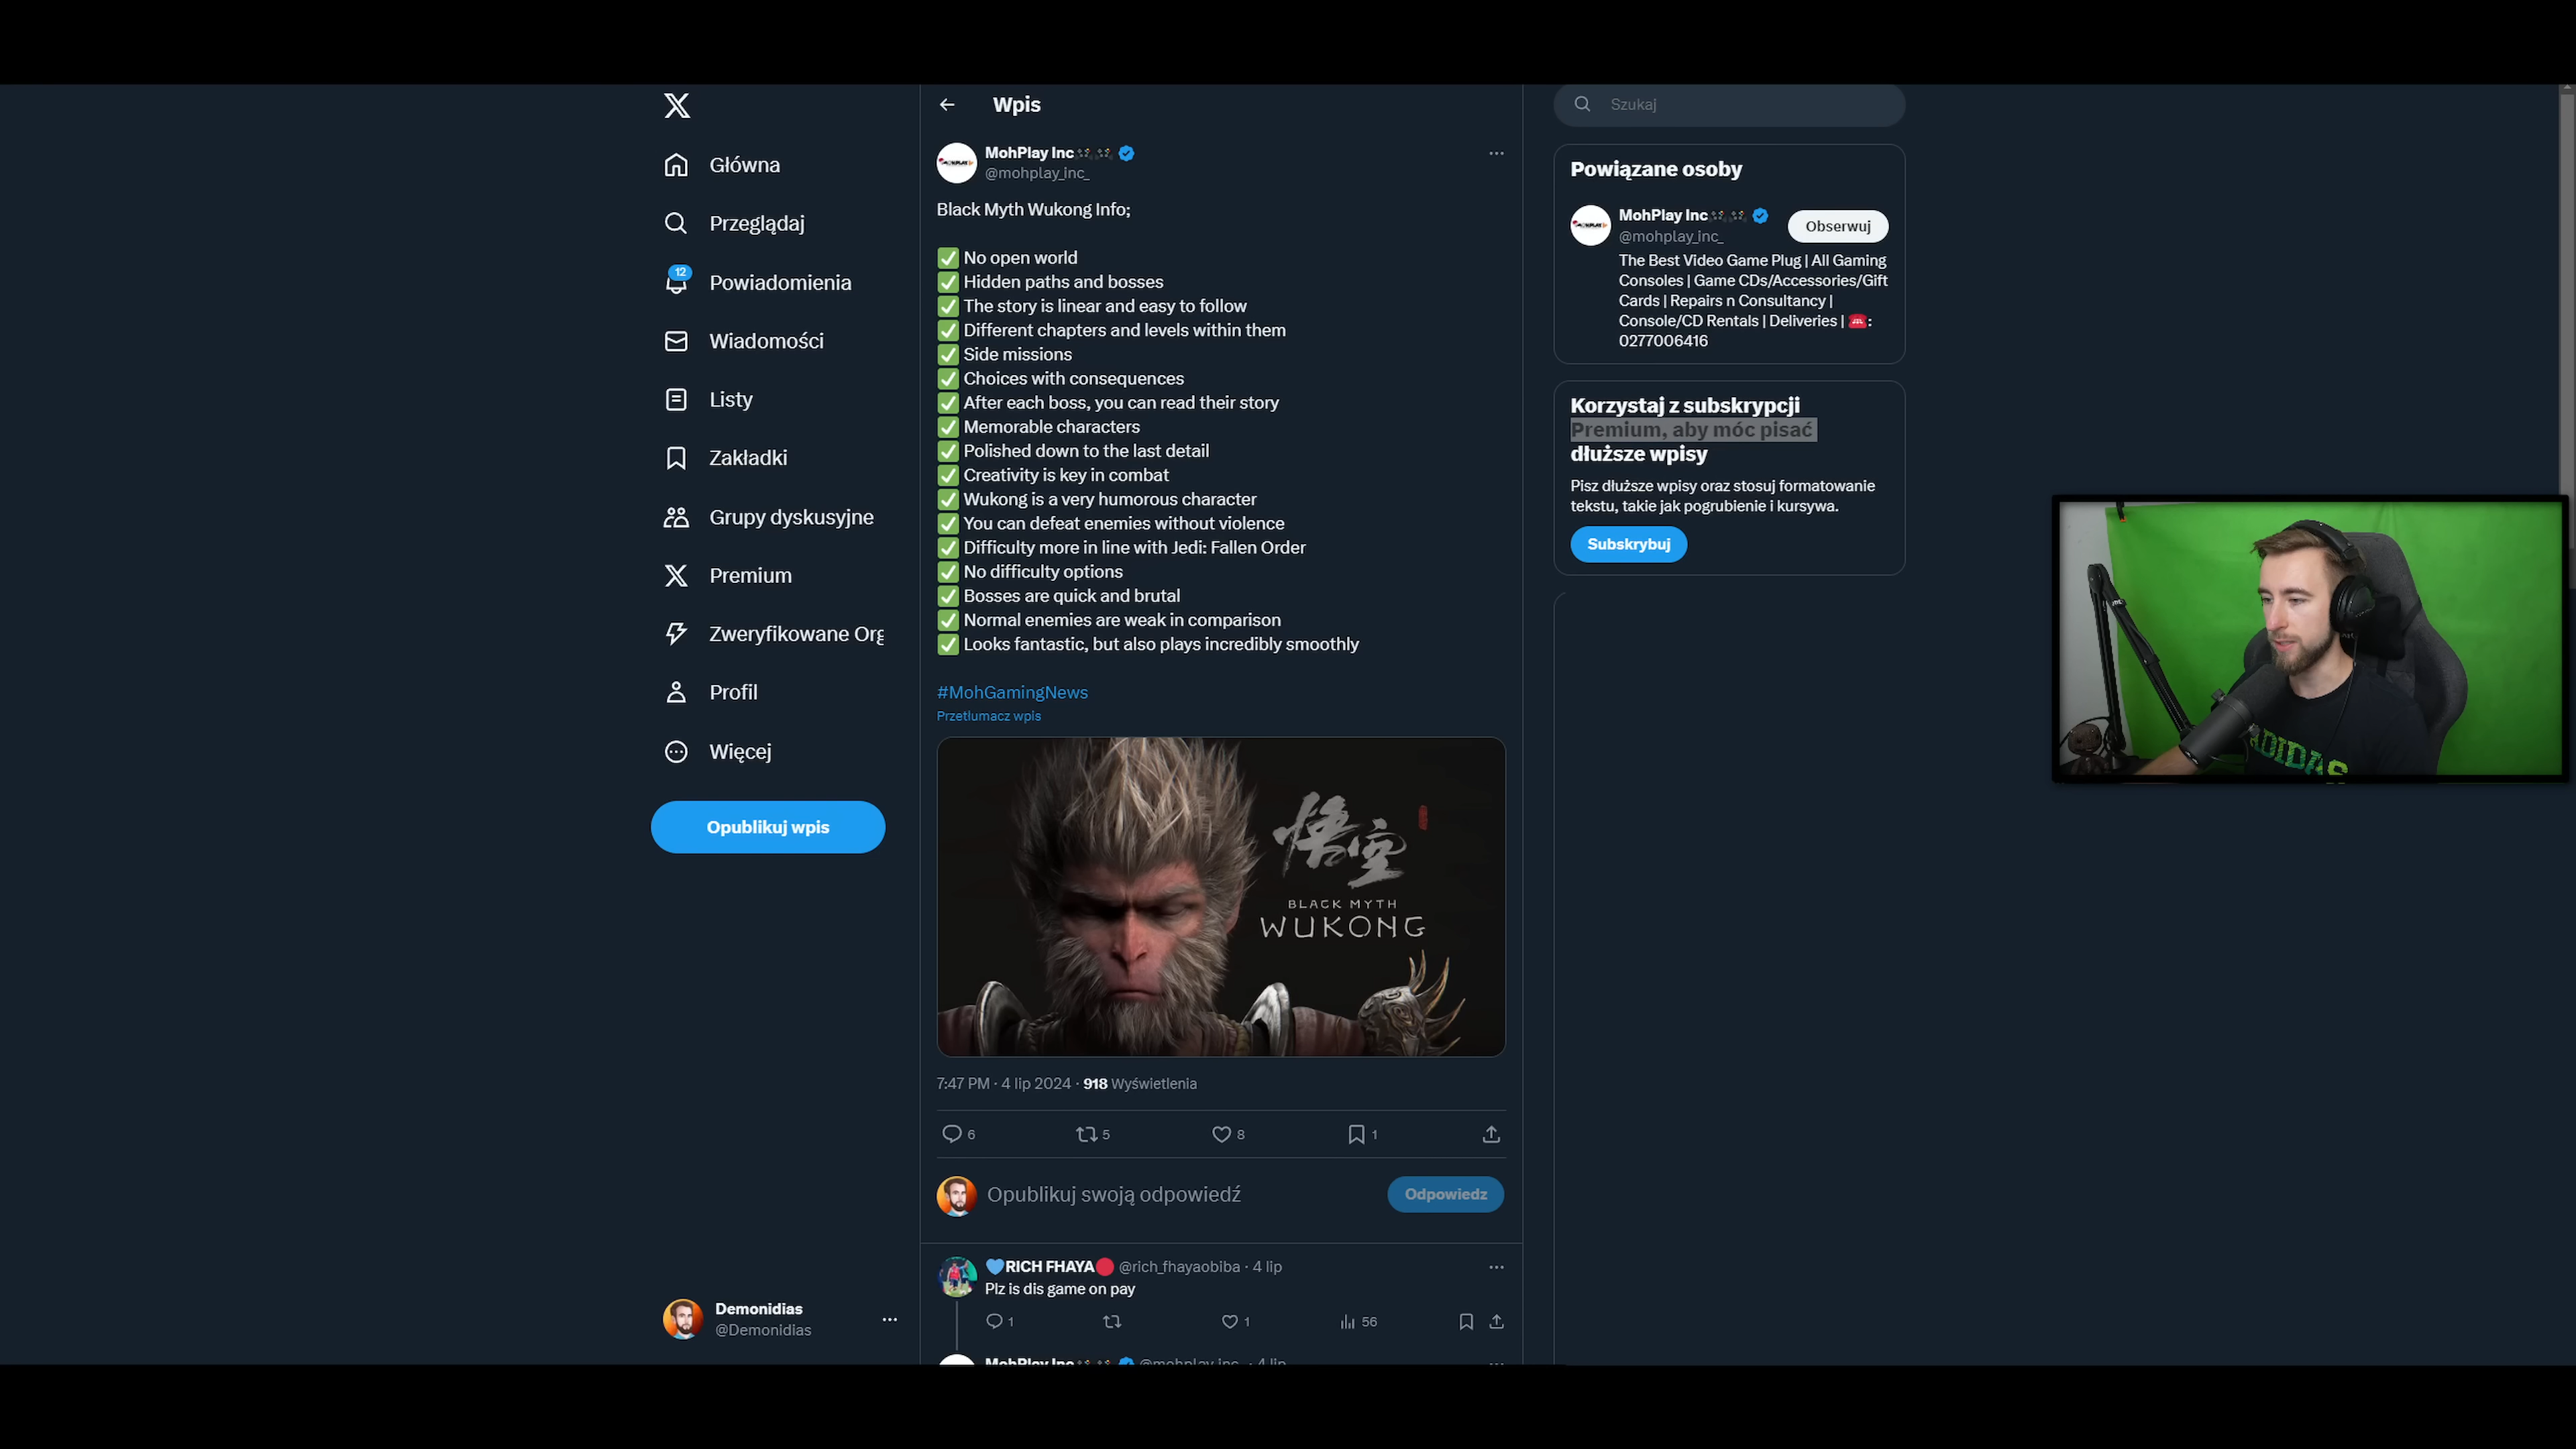 Główna
Przeglądaj
12
Powiadomienia
Wiadomości
Listy
Zakładki
Grupy dyskusyjne
Premium
Zweryfikowane Org
Profil
Więcej
Opublikuj wpis
Demonidias
@Demonidias
Wpis
MohPlay Inc
@mohplay_inc_
Black Myth Wukong Info;
✅ No open world
✅ Hidden paths and bosses
✅ The story is linear and easy to follow
✅ Different chapters and levels within them
✅ Side missions
✅ Choices with consequences
✅ After each boss, you can read their story
✅ Memorable characters
✅ Polished down to the last detail
✅ Creativity is key in combat
✅ Wukong is a very humorous character
✅ You can defeat enemies without violence
✅ Difficulty more in line with Jedi: Fallen Order
✅ No difficulty options
✅ Bosses are quick and brutal
✅ Normal enemies are weak in comparison
✅ Looks fantastic, but also plays incredibly smoothly
#MohGamingNews
Przetłumacz wpis
悟空
BLACK MYTH
WUKONG
7:47 PM · 4 lip 2024 · 918 Wyświetlenia
6 5 8 1
Opublikuj swoją odpowiedź
Odpowiedz
RICH FHAYA @rich_fhayaobiba · 4 lip
Plz is dis game on pay
1 1 56
MohPlay Inc @mohplay_inc_ · 4 lip
Szukaj
Powiązane osoby
MohPlay Inc
@mohplay_inc_
Obserwuj
The Best Video Game Plug | All Gaming
Consoles | Game CDs/Accessories/Gift
Cards | Repairs n Consultancy |
Console/CD Rentals | Deliveries | ☎️:
0277006416
Korzystaj z subskrypcji
Premium, aby móc pisać
dłuższe wpisy
Pisz dłuższe wpisy oraz stosuj formatowanie
tekstu, takie jak pogrubienie i kursywa.
Subskrybuj
ADIDAS